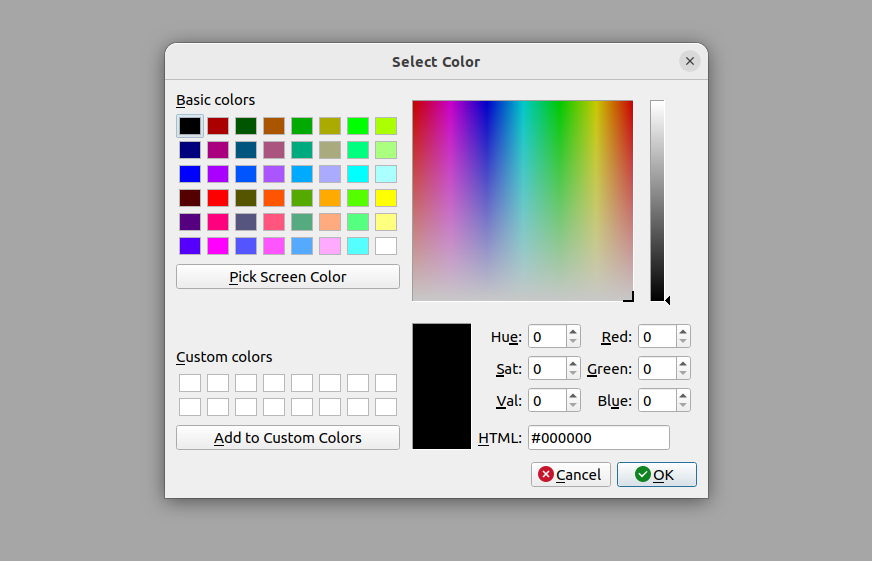 Select Color
Basic colors
Pick Screen Color
Custom colors
Add to Custom Colors
Hue: 0 Red: 0
Sat: 0 Green: 0
Val: 0 Blue: 0
HTML: #000000
Cancel OK